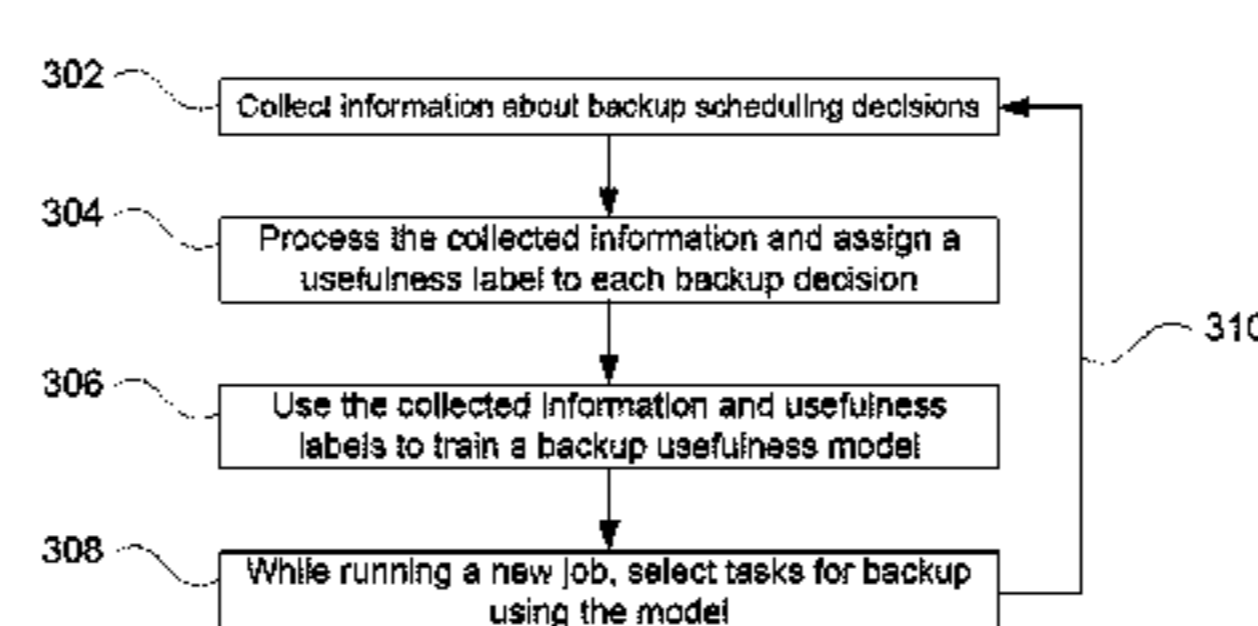 302
Collect information about backup scheduling decisions
304
Process the collected information and assign a
usefulness label to each backup decision
310
306
Use the collected information and usefulness
labels to train a backup usefulness model
308
While running a new job, select tasks for backup
using the model